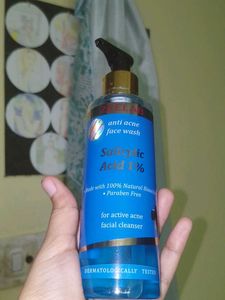 anti acne
face wash
Salicylic
Acid 1%
Made with 100% Natural
• Paraben Free
for active acne
facial cleanser
DERMATOLOGICALLY TESTED